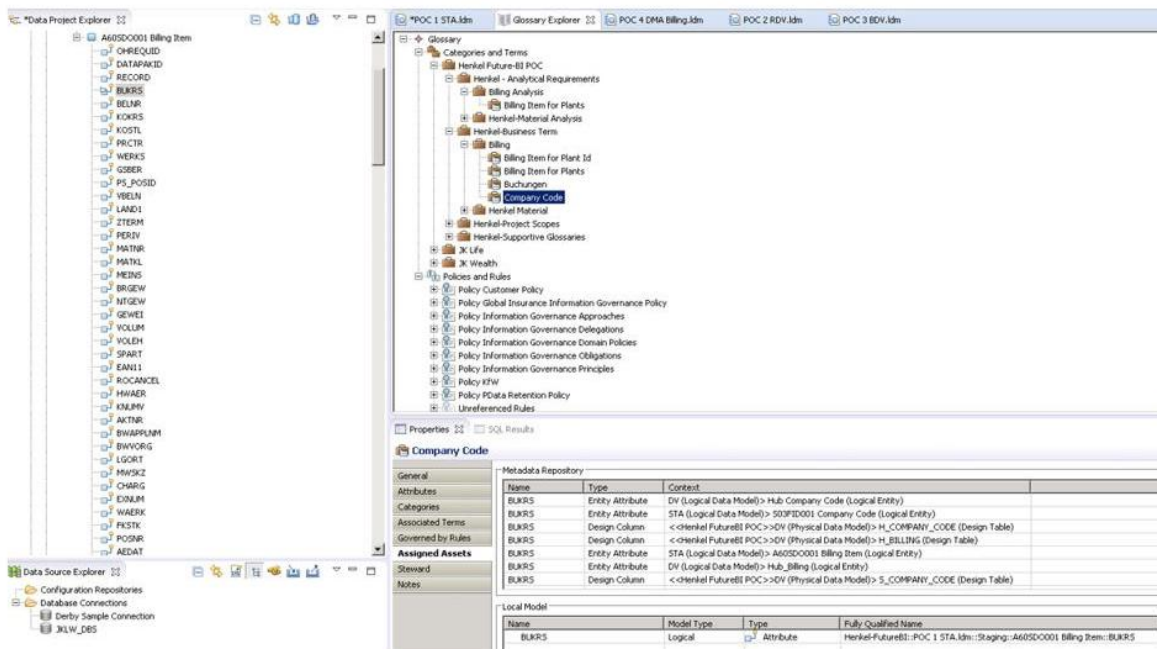 *Data Project Explorer
A60SDO001 Billing Item
OHREQUID
DATAPAKID
RECORD
BUKRS
BELNR
KOKRS
KOSTL
PRCTR
WERKS
GSBER
PS_POSID
VBELN
LAND1
ZTERM
PERIV
MATNR
MATKL
MEINS
BRGEW
NTGEW
GEWEI
VOLUM
VOLEH
SPART
EAN11
ROCANCEL
HWAER
KNUMV
AKTNR
BWAPPLNM
BWVORG
LGORT
MWSKZ
CHARG
EXNUM
WAERK
FKSTK
POSNR
AEDAT
Data Source Explorer
Configuration Repositories
Database Connections
Derby Sample Connection
JKLW_DBS
*POC 1 STA.ldm Glossary Explorer POC 4 DMA Billing.ldm POC 2 RDV.ldm POC 3 BDV.ldm
Glossary
Categories and Terms
Henkel Future-BI POC
Henkel - Analytical Requirements
Billing Analysis
Billing Item for Plants
Henkel-Material Analysis
Henkel-Business Term
Billing
Billing Item for Plant Id
Billing Item for Plants
Buchungen
Company Code
Henkel Material
Henkel-Project Scopes
Henkel-Supportive Glossaries
JK Life
JK Wealth
Policies and Rules
Policy Customer Policy
Policy Global Insurance Information Governance Policy
Policy Information Governance Approaches
Policy Information Governance Delegations
Policy Information Governance Domain Policies
Policy Information Governance Obligations
Policy Information Governance Principles
Policy KfW
Policy PData Retention Policy
Unreferenced Rules
Properties SQL Results
Company Code
General
Attributes
Categories
Associated Terms
Governed by Rules
Assigned Assets
Steward
Notes
Metadata Repository
Name Type Context
BUKRS Entity Attribute DV (Logical Data Model)> Hub Company Code (Logical Entity)
BUKRS Entity Attribute STA (Logical Data Model)> S03FID001 Company Code (Logical Entity)
BUKRS Design Column <<Henkel FutureBI POC>>DV (Physical Data Model)> H_COMPANY_CODE (Design Table)
BUKRS Design Column <<Henkel FutureBI POC>>DV (Physical Data Model)> H_BILLING (Design Table)
BUKRS Entity Attribute STA (Logical Data Model)> A60SDO001 Billing Item (Logical Entity)
BUKRS Entity Attribute DV (Logical Data Model)> Hub_Billing (Logical Entity)
BUKRS Design Column <<Henkel FutureBI POC>>DV (Physical Data Model)> S_COMPANY_CODE (Design Table)
Local Model
Name Model Type Type Fully Qualified Name
BUKRS Logical Attribute Henkel-FutureBI::POC 1 STA.ldm::Staging::A60SDO001 Billing Item::BUKRS